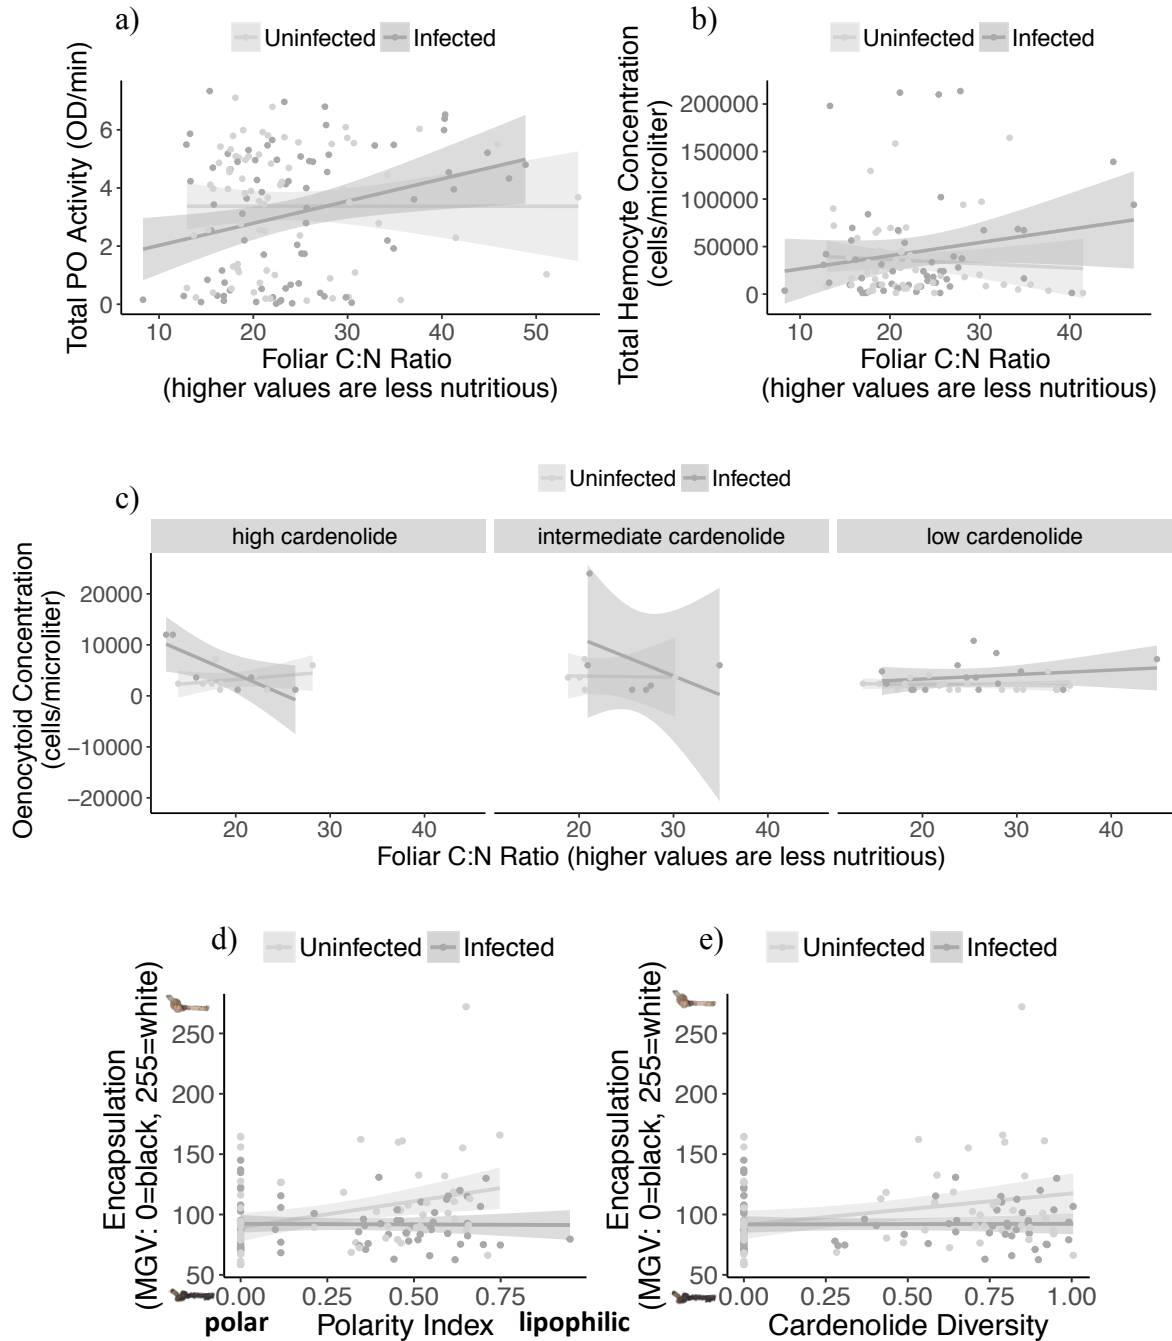 a)
Uninfected Infected
Total PO Activity (OD/min)
6
4
2
0
10 20 30 40 50
Foliar C:N Ratio
(higher values are less nutritious)
b)
Uninfected Infected
Total Hemocyte Concentration
(cells/microliter)
200000
150000
100000
50000
0
10 20 30 40
Foliar C:N Ratio
(higher values are less nutritious)
c)
Uninfected Infected
high cardenolide intermediate cardenolide low cardenolide
Oenocytoid Concentration
(cells/microliter)
20000
10000
0
−10000
−20000
20 30 40 20 30 40 20 30 40
Foliar C:N Ratio (higher values are less nutritious)
d)
Uninfected Infected
Encapsulation
(MGV: 0=black, 255=white)
250
200
150
100
50
0.00 0.25 0.50 0.75
polar Polarity Index lipophilic
e)
Uninfected Infected
Encapsulation
(MGV: 0=black, 255=white)
250
200
150
100
50
0.00 0.25 0.50 0.75 1.00
Cardenolide Diversity